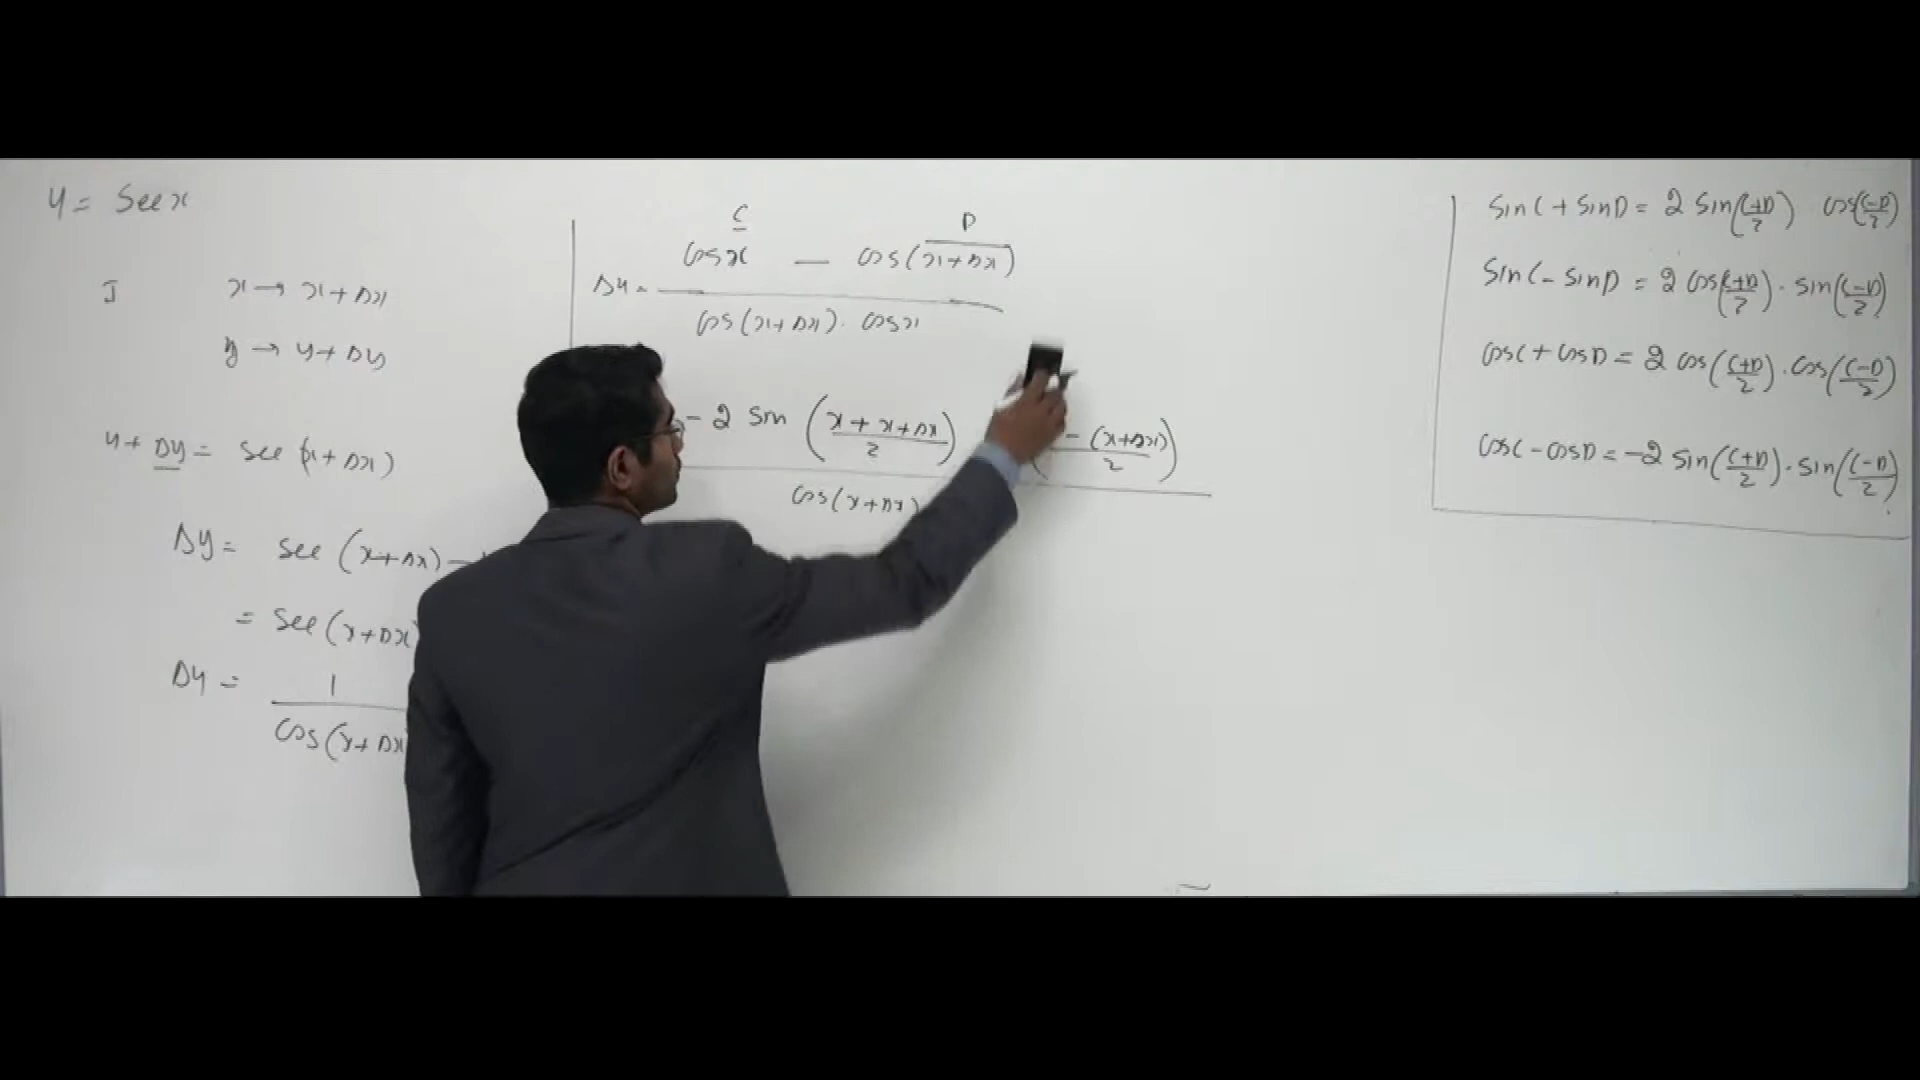 y = Sec x
I x → x + Δx
y → y + Δy
y + Δy = sec (x + Δx)
Δy = sec (x + Δx) -
= sec (x + Δx)
Δy = 1 / cos (x + Δx
C D
Δy = cos x - cos (x + Δx) / cos (x + Δx) . cos x
- 2 sin ( x + x + Δx / 2 ) - (x + Δx) / 2 )
cos (x + Δx)
sin C + sin D = 2 sin( C+D / 2 ) cos( C-D / 2 )
sin C - sin D = 2 cos( C+D / 2 ) . sin( C-D / 2 )
cos C + cos D = 2 cos( C+D / 2 ) . cos( C-D / 2 )
cos C - cos D = -2 sin( C+D / 2 ) . sin( C-D / 2 )